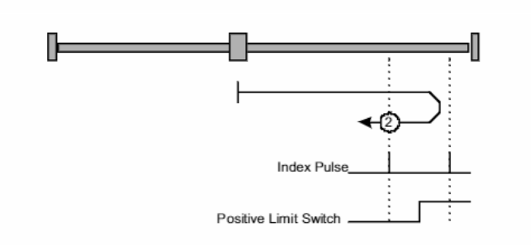 2
Index Pulse
Positive Limit Switch